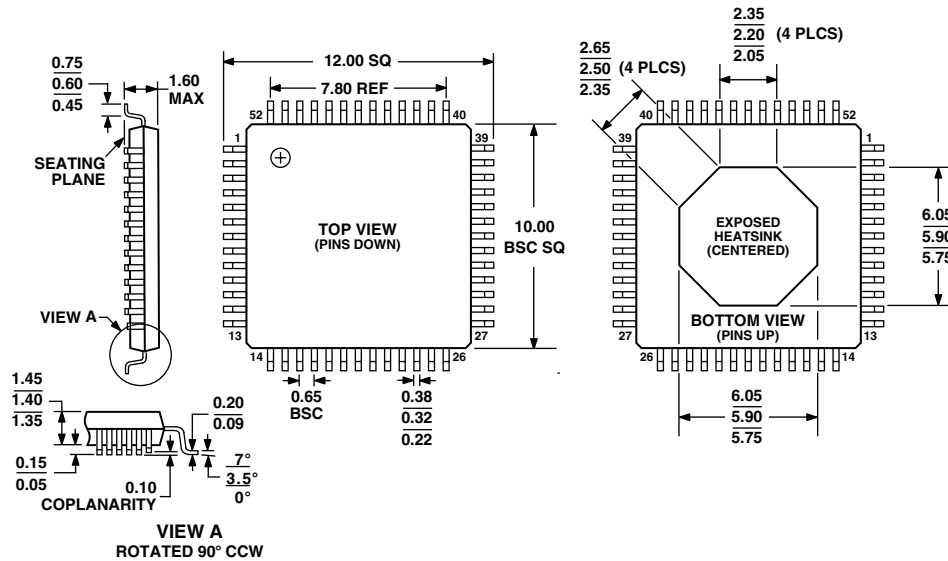 0.75
0.60
0.45
1.60
MAX
SEATING
PLANE
VIEW A
12.00 SQ
7.80 REF
52
40
1
39
TOP VIEW
(PINS DOWN)
10.00
BSC SQ
13
27
14
26
0.65
BSC
0.38
0.32
0.22
2.35
2.20 (4 PLCS)
2.05
2.65
2.50 (4 PLCS)
2.35
40
52
39
1
EXPOSED
HEATSINK
(CENTERED)
6.05
5.90
5.75
BOTTOM VIEW
(PINS UP)
27
13
26
14
6.05
5.90
5.75
1.45
1.40
1.35
0.15
0.05
0.20
0.09
7°
3.5°
0°
0.10
COPLANARITY
VIEW A
ROTATED 90° CCW